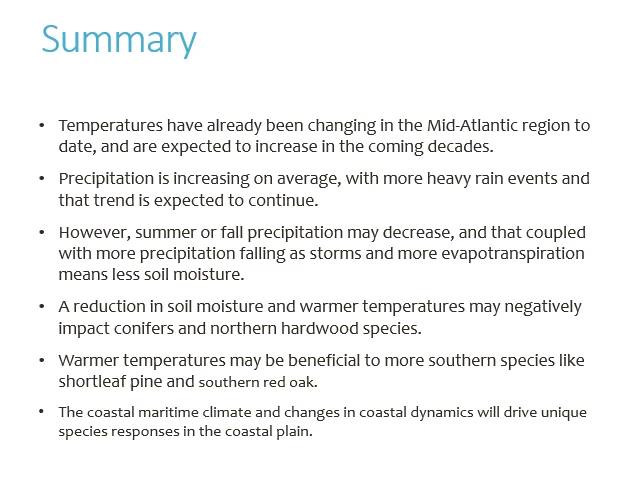 Summary
• Temperatures have already been changing in the Mid-Atlantic region to
date, and are expected to increase in the coming decades.
• Precipitation is increasing on average, with more heavy rain events and
that trend is expected to continue.
• However, summer or fall precipitation may decrease, and that coupled
with more precipitation falling as storms and more evapotranspiration
means less soil moisture.
• A reduction in soil moisture and warmer temperatures may negatively
impact conifers and northern hardwood species.
• Warmer temperatures may be beneficial to more southern species like
shortleaf pine and southern red oak.
• The coastal maritime climate and changes in coastal dynamics will drive unique
species responses in the coastal plain.